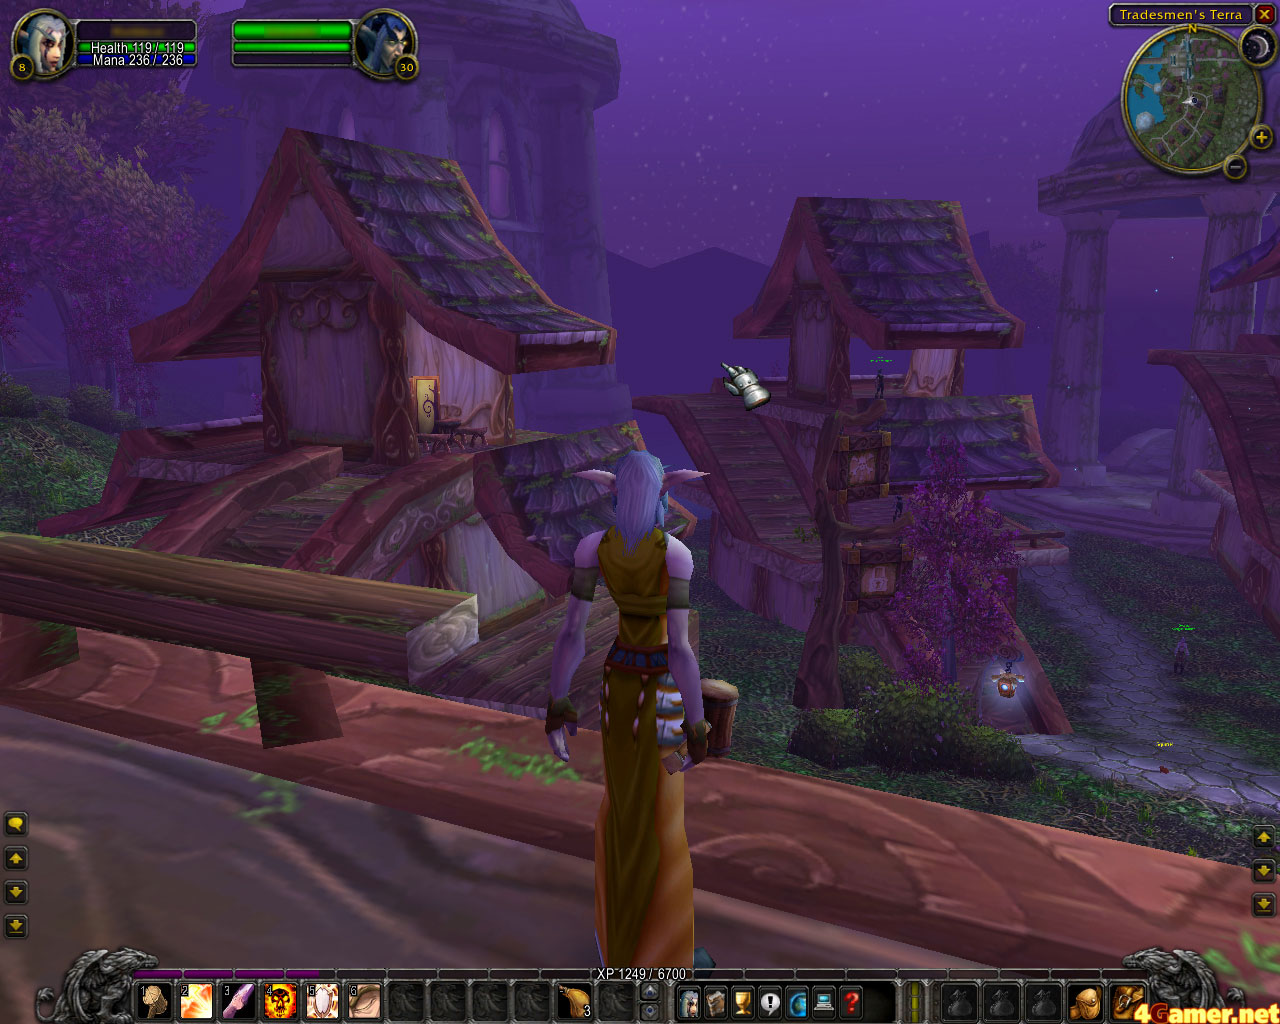 Tradesmen's Terra
N
Health 119 / 119
Mana 236 / 236
8
30
Squirrel
XP 1249 / 6700
1
2
3
4
5
6
3
4Gamer.net